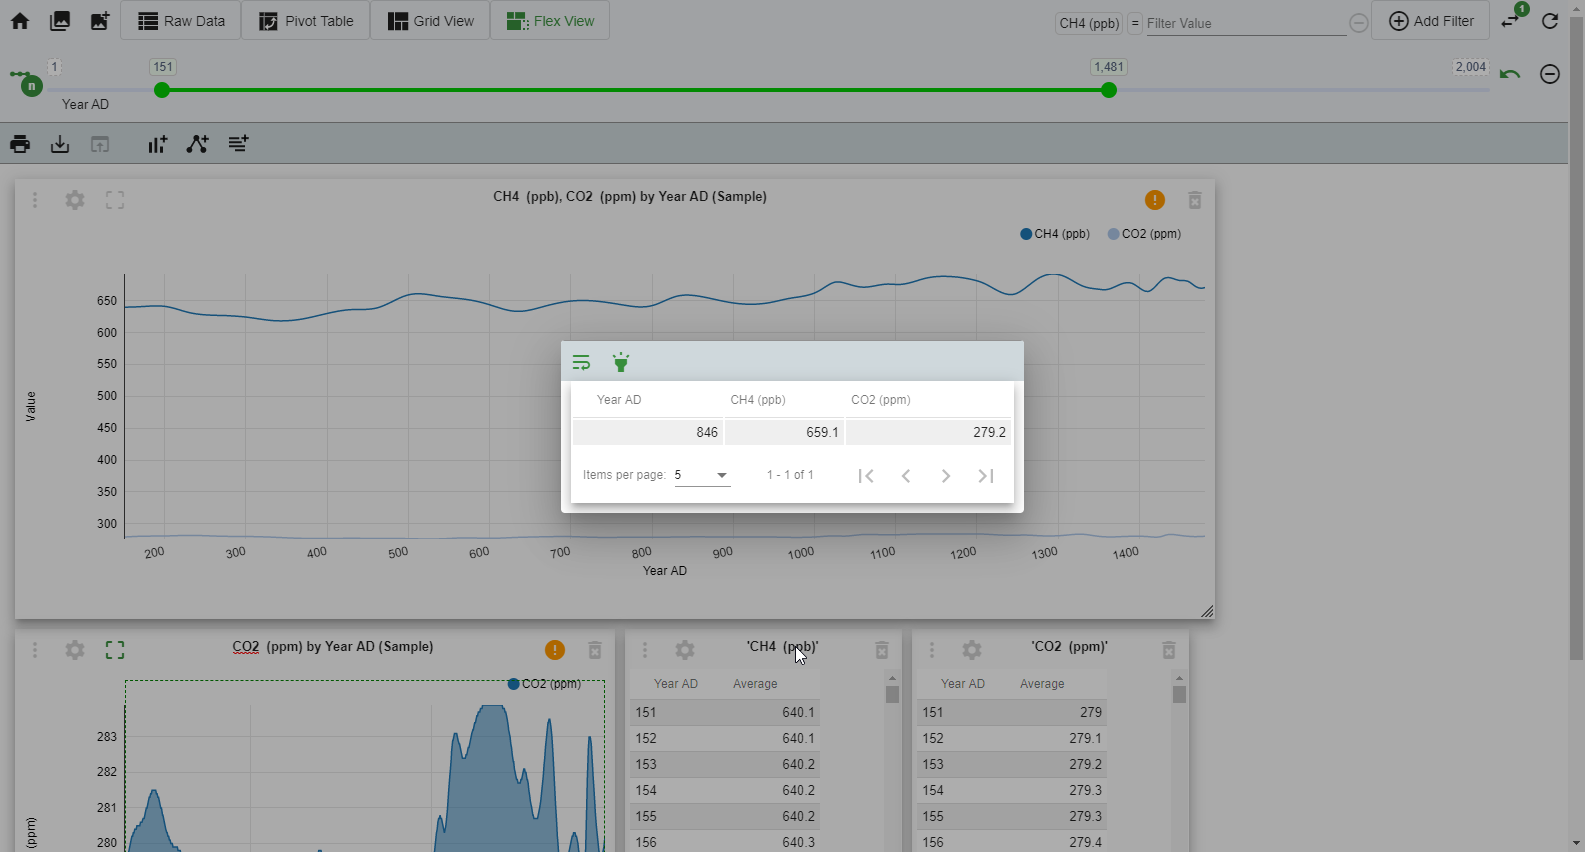 Raw Data Pivot Table Grid View Flex View CH4 (ppb) = Filter Value Add Filter 1
1 151 1,481 2,004
n
Year AD
CH4 (ppb), CO2 (ppm) by Year AD (Sample)
CH4 (ppb) CO2 (ppm)
650
600
550
500
450
400
350
300
Value
200 300 400 500 600 700 800 900 1000 1100 1200 1300 1400
Year AD
Year AD CH4 (ppb) CO2 (ppm)
846 659.1 279.2
Items per page: 5 1 - 1 of 1
CO2 (ppm) by Year AD (Sample)
CO2 (ppm)
283
282
281
280
(ppm)
'CH4 (ppb)'
Year AD Average
151 640.1
152 640.1
153 640.2
154 640.2
155 640.2
156 640.3
'CO2 (ppm)'
Year AD Average
151 279
152 279.1
153 279.2
154 279.3
155 279.3
156 279.4